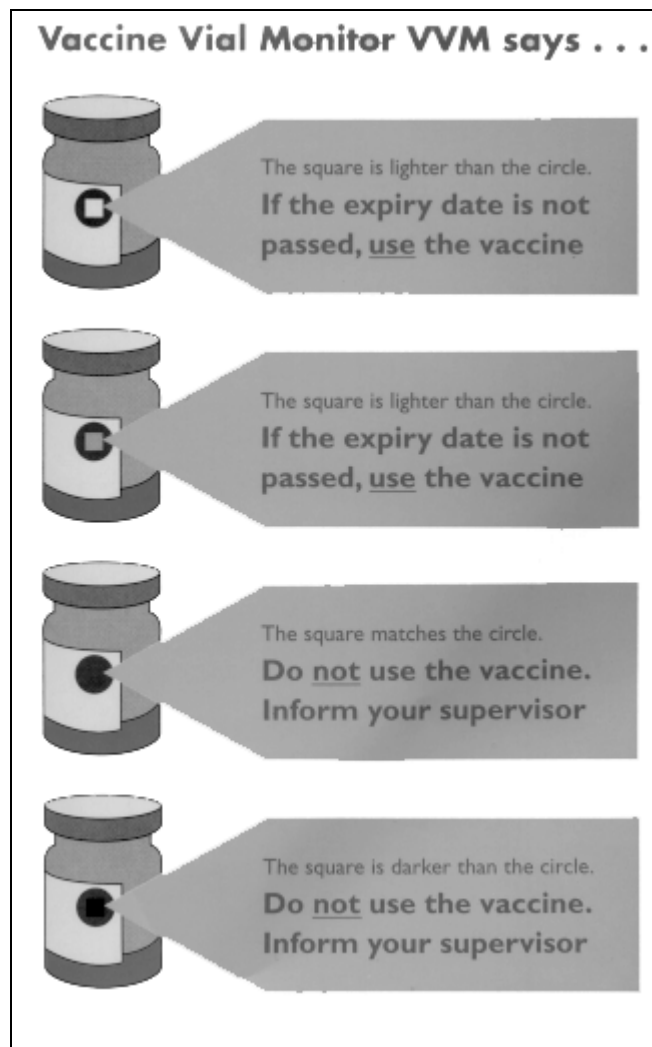 Vaccine Vial Monitor VVM says . . .
The square is lighter than the circle.
If the expiry date is not
passed, use the vaccine
The square is lighter than the circle.
If the expiry date is not
passed, use the vaccine
The square matches the circle.
Do not use the vaccine.
Inform your supervisor
The square is darker than the circle.
Do not use the vaccine.
Inform your supervisor